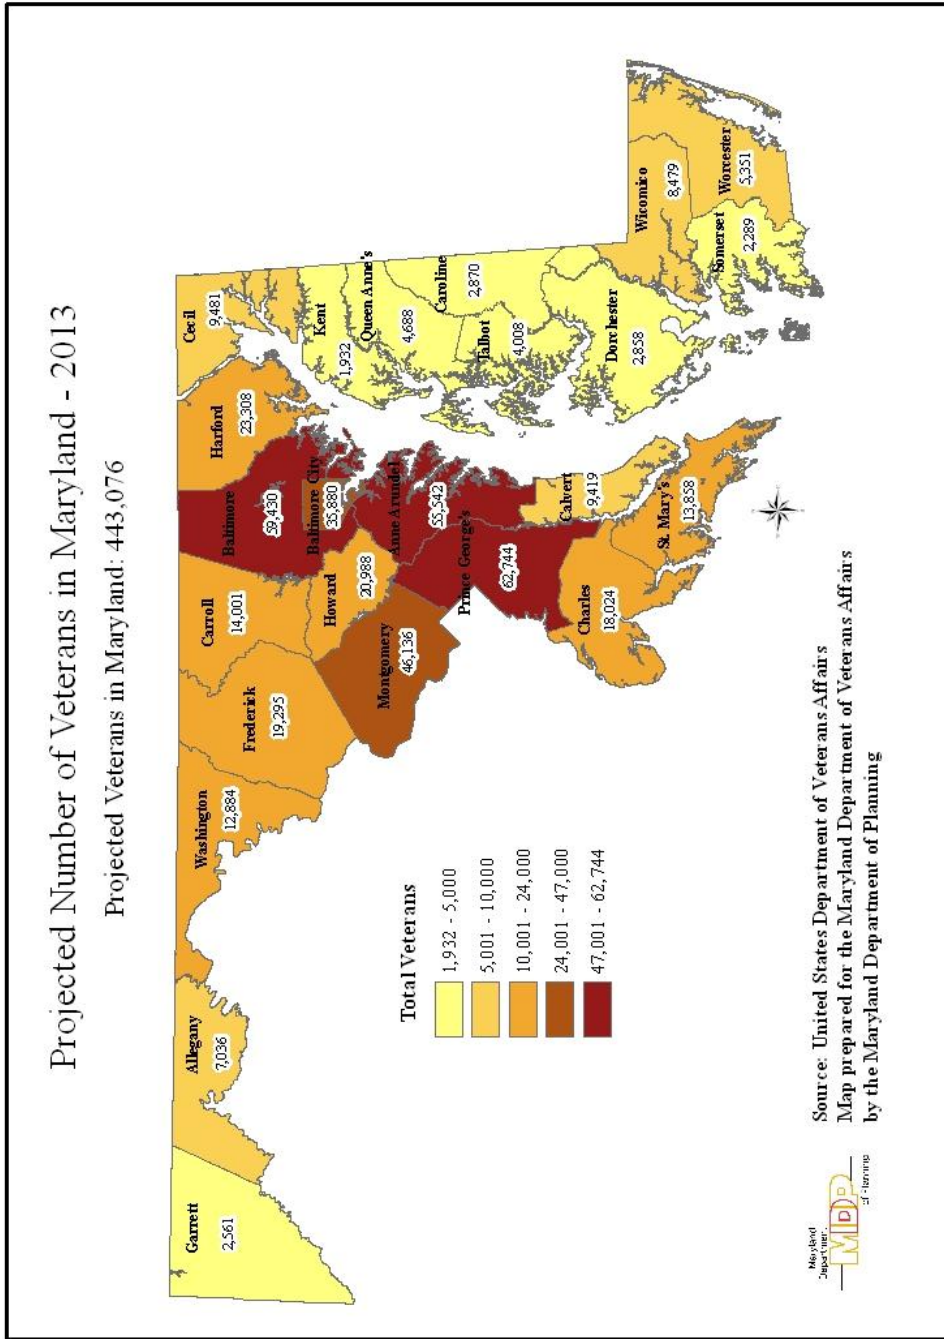 Projected Number of Veterans in Maryland - 2013
Projected Veterans in Maryland: 443,076
Garrett
2,561
Allegany
7,036
Washington
12,884
Frederick
19,295
Carroll
14,001
Baltimore
59,430
Harford
23,308
Cecil
9,481
Baltimore City
35,880
Howard
20,988
Montgomery
46,136
Anne Arundel
55,542
Prince George's
62,744
Kent
1,932
Queen Anne's
4,688
Caroline
2,870
Talbot
4,008
Dorchester
2,858
Calvert
9,419
Charles
18,024
St. Mary's
13,858
Wicomico
8,479
Worcester
5,351
Somerset
2,289
Total Veterans
1,932 - 5,000
5,001 - 10,000
10,001 - 24,000
24,001 - 47,000
47,001 - 62,744
Maryland
Department
MDP
of Planning
Source: United States Department of Veterans Affairs
Map prepared for the Maryland Department of Veterans Affairs
by the Maryland Department of Planning